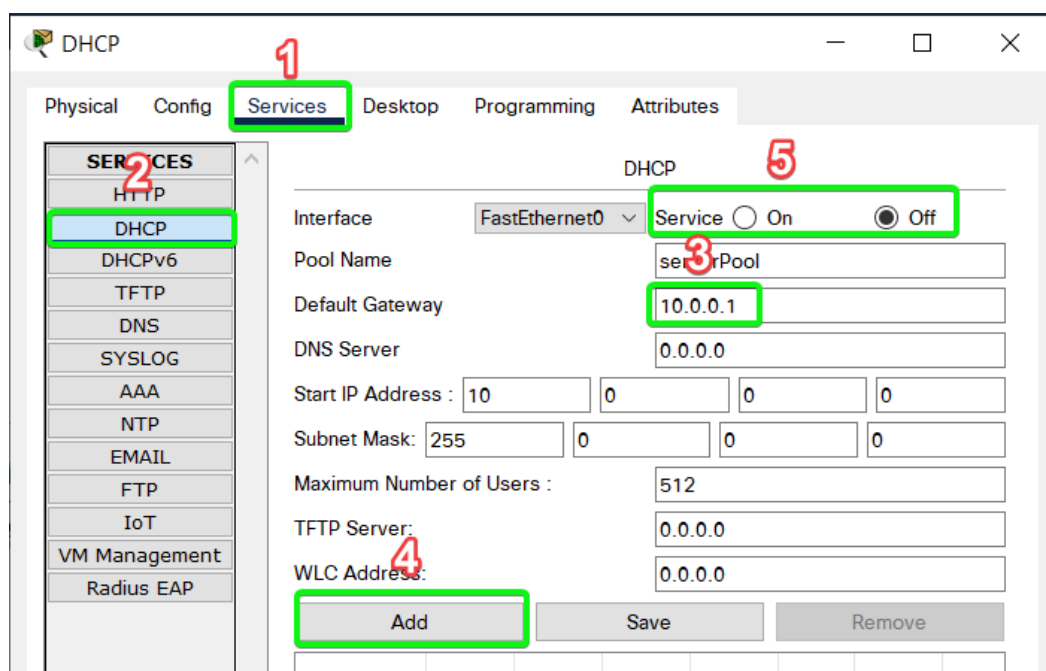 DHCP
1
Physical Config Services Desktop Programming Attributes
SERVICES
2
HTTP
DHCP
DHCPv6
TFTP
DNS
SYSLOG
AAA
NTP
EMAIL
FTP
IoT
VM Management
Radius EAP
DHCP
5
Interface FastEthernet0 Service On Off
3
Pool Name serverPool
Default Gateway 10.0.0.1
DNS Server 0.0.0.0
Start IP Address : 10 0 0 0
Subnet Mask: 255 0 0 0
Maximum Number of Users : 512
TFTP Server: 0.0.0.0
4
WLC Address: 0.0.0.0
Add Save Remove